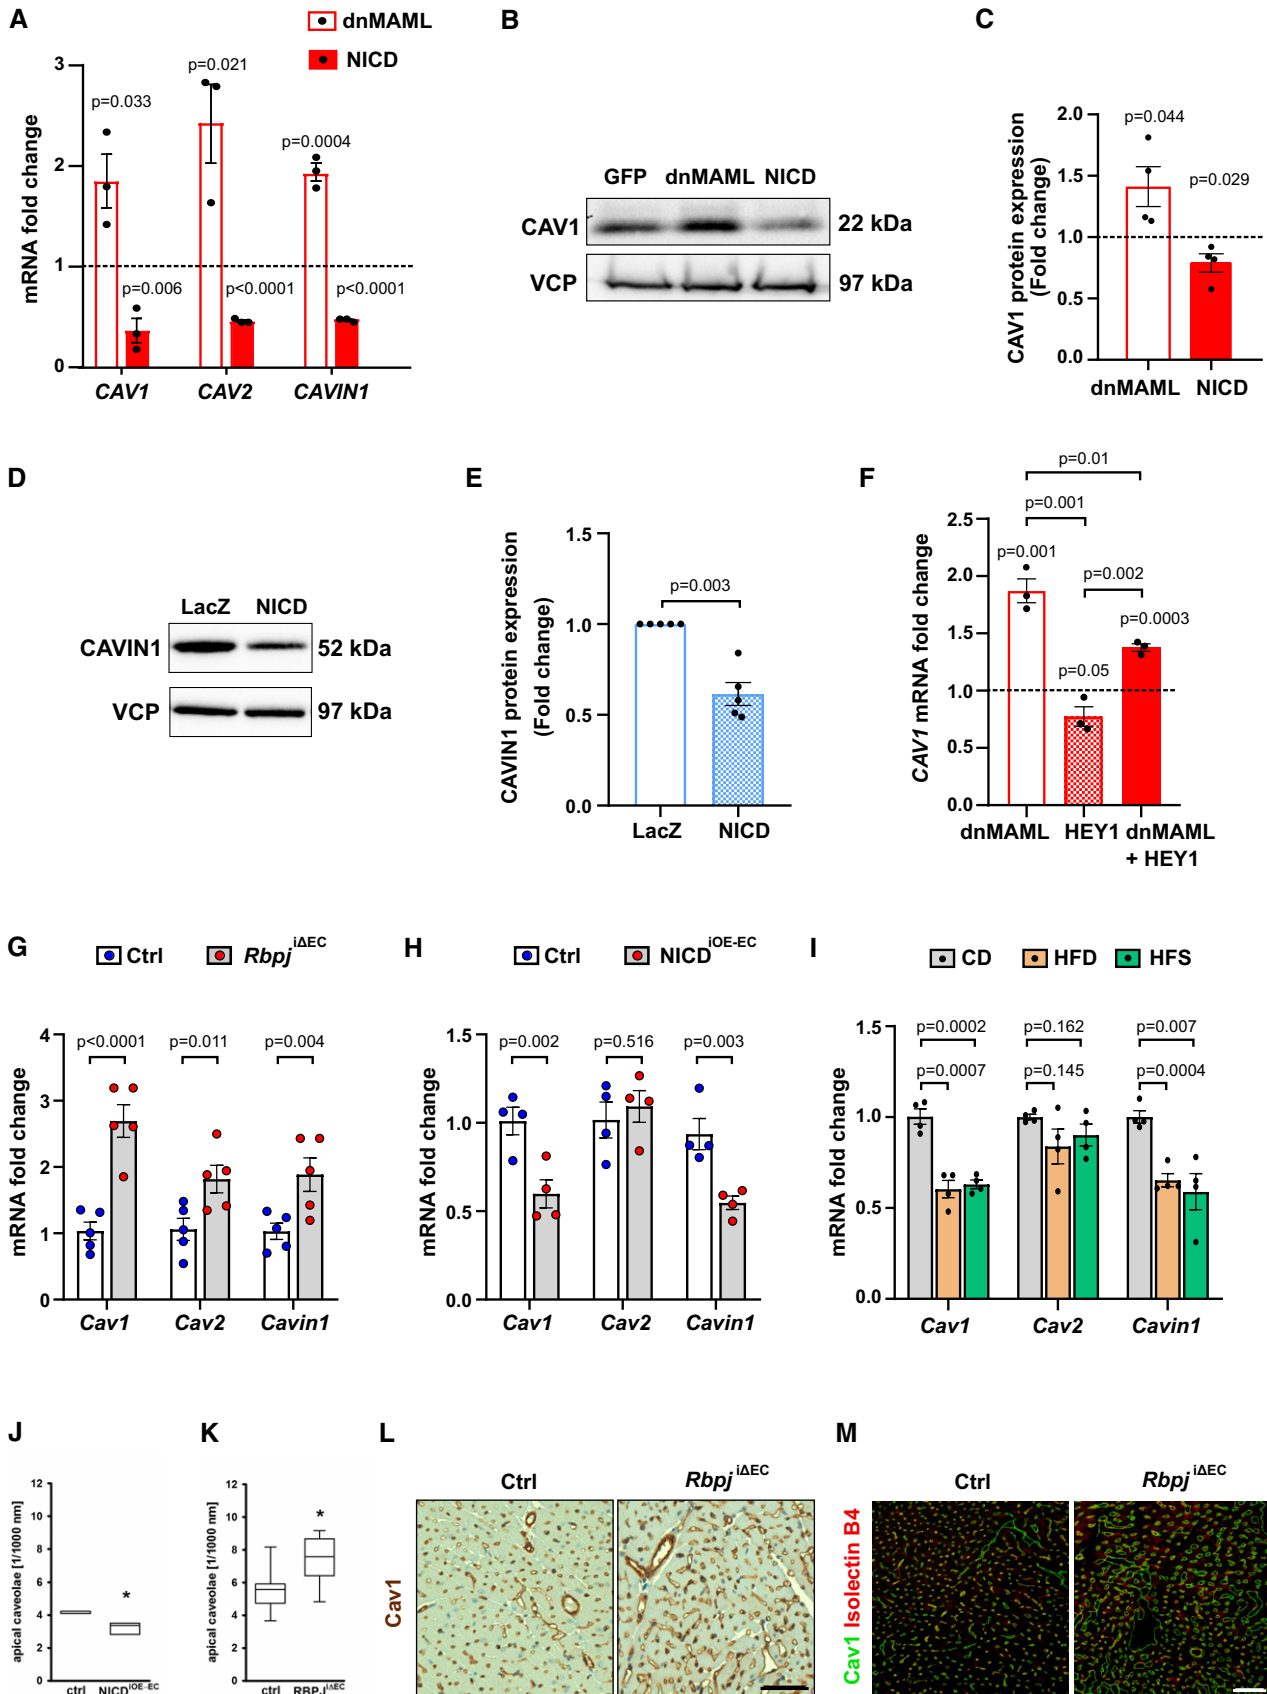 A
dnMAML
NICD
mRNA fold change
3
2
1
0
p=0.033
p=0.021
p=0.0004
p=0.006
p<0.0001
p<0.0001
CAV1 CAV2 CAVIN1
B
GFP dnMAML NICD
CAV1 22 kDa
VCP 97 kDa
C
CAV1 protein expression
(Fold change)
2.0
1.5
1.0
0.5
0.0
p=0.044
p=0.029
dnMAML NICD
D
LacZ NICD
CAVIN1 52 kDa
VCP 97 kDa
E
CAVIN1 protein expression
(Fold change)
1.5
1.0
0.5
0.0
p=0.003
LacZ NICD
F
CAV1 mRNA fold change
2.5
2.0
1.5
1.0
0.5
0.0
p=0.01
p=0.001
p=0.001
p=0.002
p=0.0003
p=0.05
dnMAML HEY1 dnMAML
+ HEY1
G
Ctrl Rbpj iΔEC
mRNA fold change
4
3
2
1
0
p<0.0001 p=0.011 p=0.004
Cav1 Cav2 Cavin1
H
Ctrl NICD iOE-EC
mRNA fold change
1.5
1.0
0.5
0.0
p=0.002 p=0.516 p=0.003
Cav1 Cav2 Cavin1
I
CD HFD HFS
mRNA fold change
1.5
1.0
0.5
0.0
p=0.0002 p=0.162 p=0.007
p=0.0007 p=0.145 p=0.0004
Cav1 Cav2 Cavin1
J
apical caveolae [1/1000 nm]
12
10
8
6
4
2
0
*
ctrl NICD iOE-EC
K
apical caveolae [1/1000 nm]
12
10
8
6
4
2
0
*
ctrl RBPJ iΔEC
L
Ctrl Rbpj iΔEC
Cav1
M
Ctrl Rbpj iΔEC
Cav1 Isolectin B4